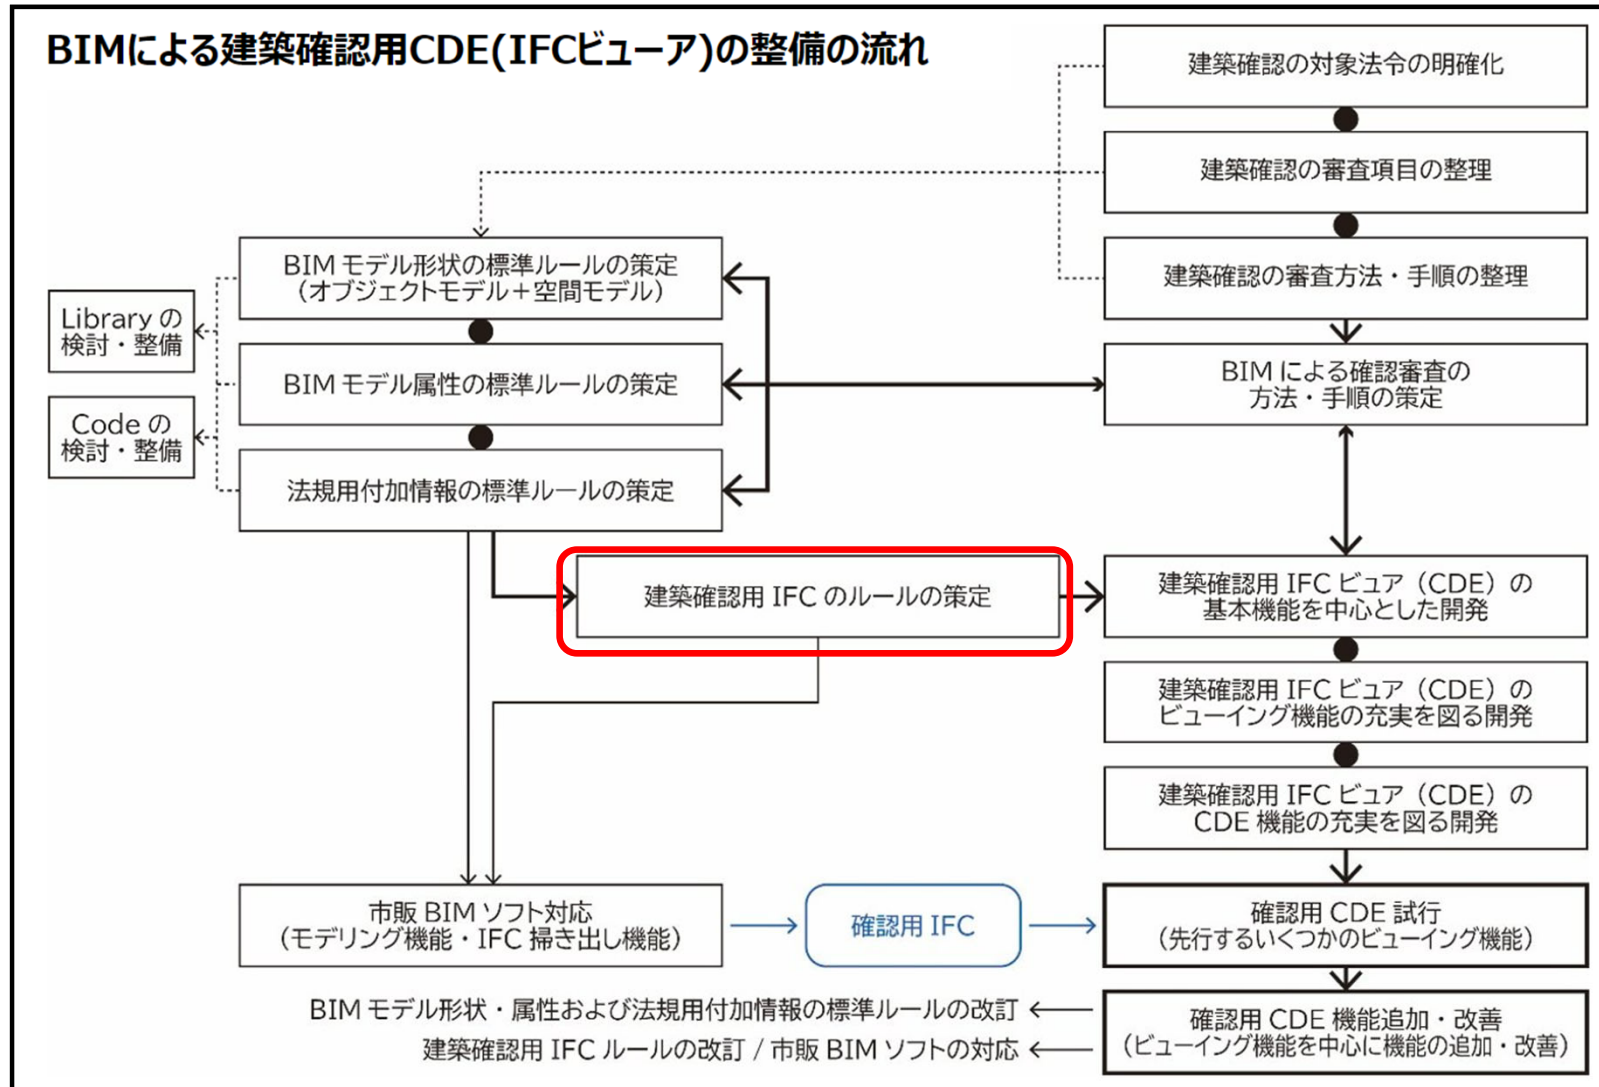 BIMによる建築確認用CDE(IFCビューア)の整備の流れ
建築確認の対象法令の明確化
建築確認の審査項目の整理
建築確認の審査方法・手順の整理
BIM による確認審査の
方法・手順の策定
BIM モデル形状の標準ルールの策定
（オブジェクトモデル＋空間モデル）
BIM モデル属性の標準ルールの策定
法規用付加情報の標準ルールの策定
Library の
検討・整備
Code の
検討・整備
建築確認用 IFC のルールの策定
建築確認用 IFC ビュア（CDE）の
基本機能を中心とした開発
建築確認用 IFC ビュア（CDE）の
ビューイング機能の充実を図る開発
建築確認用 IFC ビュア（CDE）の
CDE 機能の充実を図る開発
市販 BIM ソフト対応
（モデリング機能・IFC 掃き出し機能）
確認用 IFC
確認用 CDE 試行
（先行するいくつかのビューイング機能）
確認用 CDE 機能追加・改善
（ビューイング機能を中心に機能の追加・改善）
BIM モデル形状・属性および法規用付加情報の標準ルールの改訂
建築確認用 IFC ルールの改訂 / 市販 BIM ソフトの対応